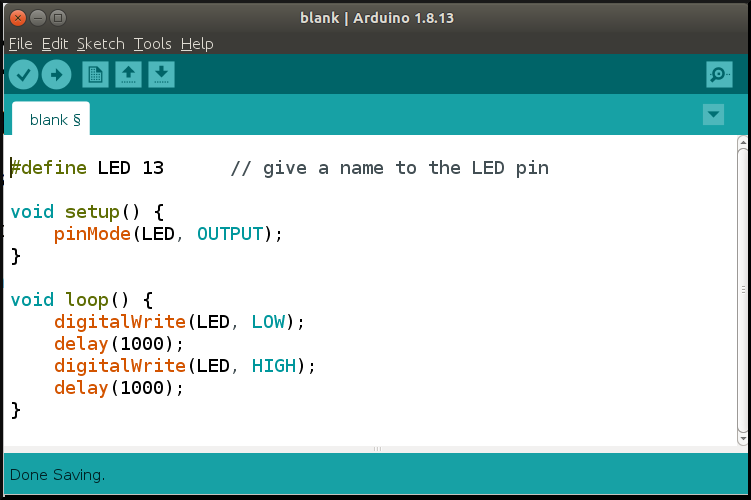 blank | Arduino 1.8.13
File Edit Sketch Tools Help
blank §
#define LED 13      // give a name to the LED pin
void setup() {
    pinMode(LED, OUTPUT);
}
void loop() {
    digitalWrite(LED, LOW);
    delay(1000);
    digitalWrite(LED, HIGH);
    delay(1000);
}
Done Saving.